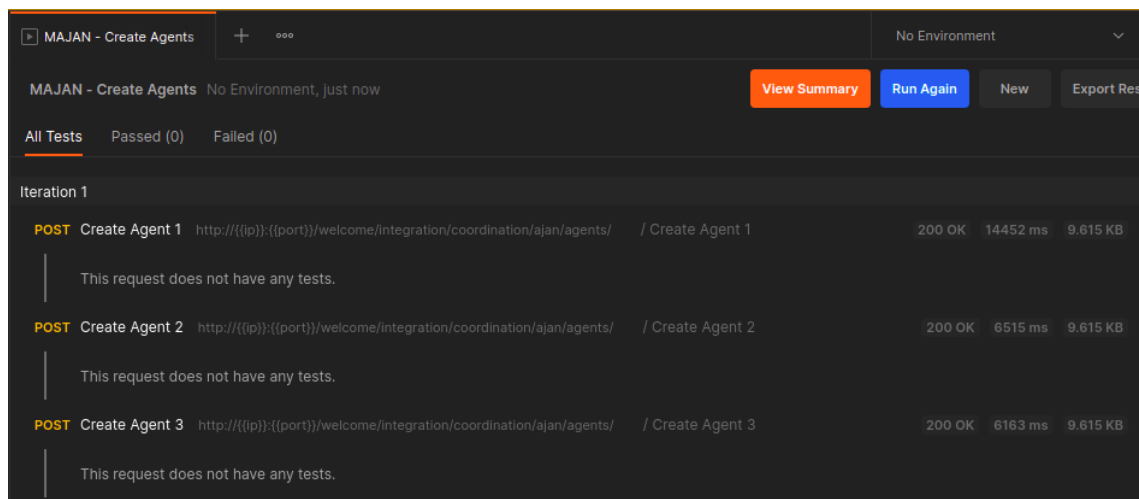 MAJAN - Create Agents + ooo No Environment
MAJAN - Create Agents No Environment, just now View Summary Run Again New Export Res
All Tests Passed (0) Failed (0)
Iteration 1
POST Create Agent 1 http://{{ip}}:{{port}}/welcome/integration/coordination/ajan/agents/ / Create Agent 1 200 OK 14452 ms 9.615 KB
This request does not have any tests.
POST Create Agent 2 http://{{ip}}:{{port}}/welcome/integration/coordination/ajan/agents/ / Create Agent 2 200 OK 6515 ms 9.615 KB
This request does not have any tests.
POST Create Agent 3 http://{{ip}}:{{port}}/welcome/integration/coordination/ajan/agents/ / Create Agent 3 200 OK 6163 ms 9.615 KB
This request does not have any tests.